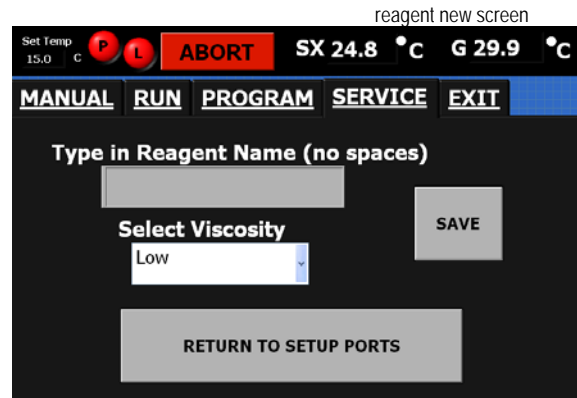 reagent new screen
Set Temp
15.0 C P L ABORT SX 24.8 °C G 29.9 °C
MANUAL RUN PROGRAM SERVICE EXIT
Type in Reagent Name (no spaces)
Select Viscosity
Low
SAVE
RETURN TO SETUP PORTS